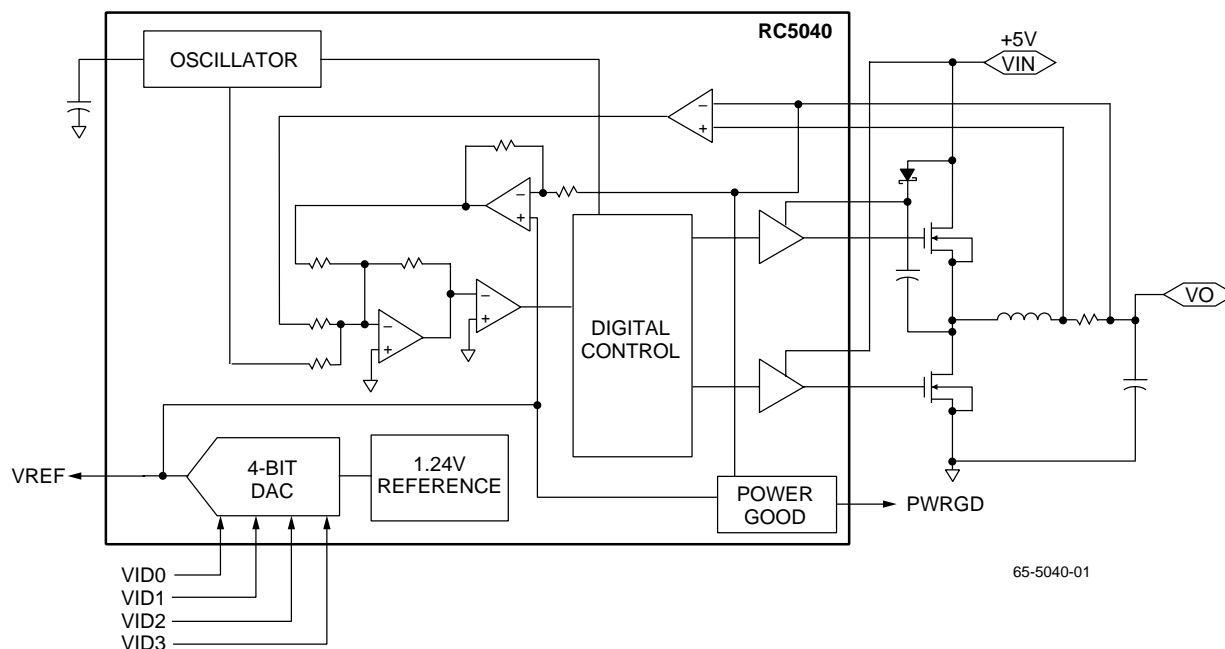 RC5040
OSCILLATOR
+5V
VIN
−
+
−
+
−
+
−
+
DIGITAL
CONTROL
VO
VREF
4-BIT
DAC
1.24V
REFERENCE
POWER
GOOD
PWRGD
VID0
VID1
VID2
VID3
65-5040-01